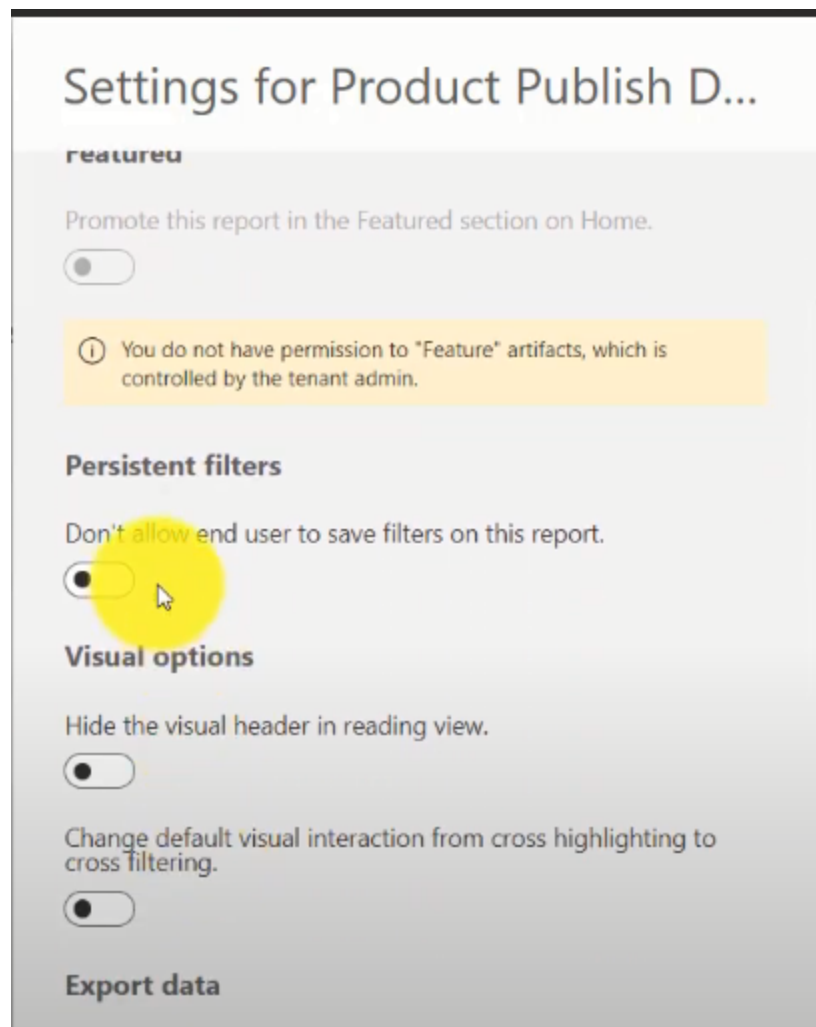 Settings for Product Publish D...
Featured
Promote this report in the Featured section on Home.
You do not have permission to "Feature" artifacts, which is
controlled by the tenant admin.
Persistent filters
Don't allow end user to save filters on this report.
Visual options
Hide the visual header in reading view.
Change default visual interaction from cross highlighting to
cross filtering.
Export data